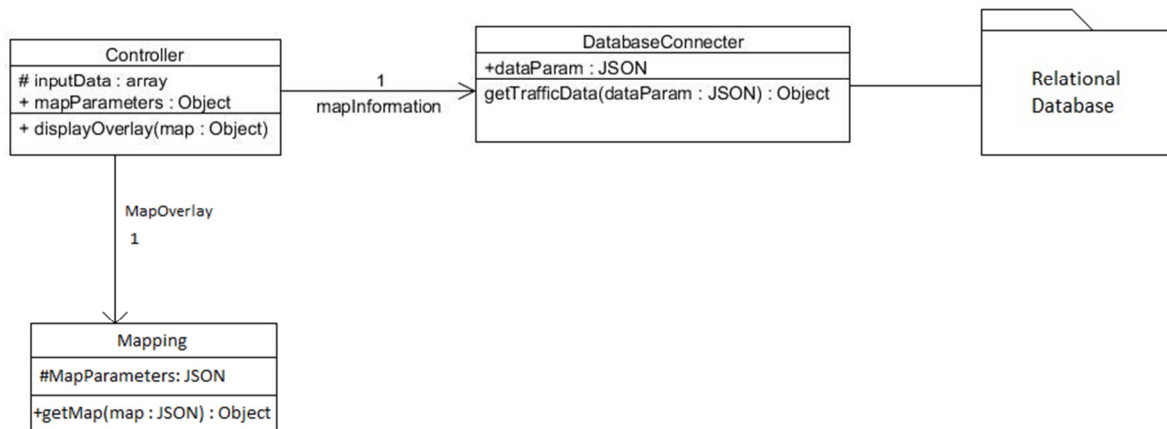 Controller
# inputData : array
+ mapParameters : Object
+ displayOverlay(map : Object)
1
mapInformation
DatabaseConnecter
+dataParam : JSON
getTrafficData(dataParam : JSON) : Object
Relational
Database
MapOverlay
1
Mapping
#MapParameters: JSON
+getMap(map : JSON) : Object